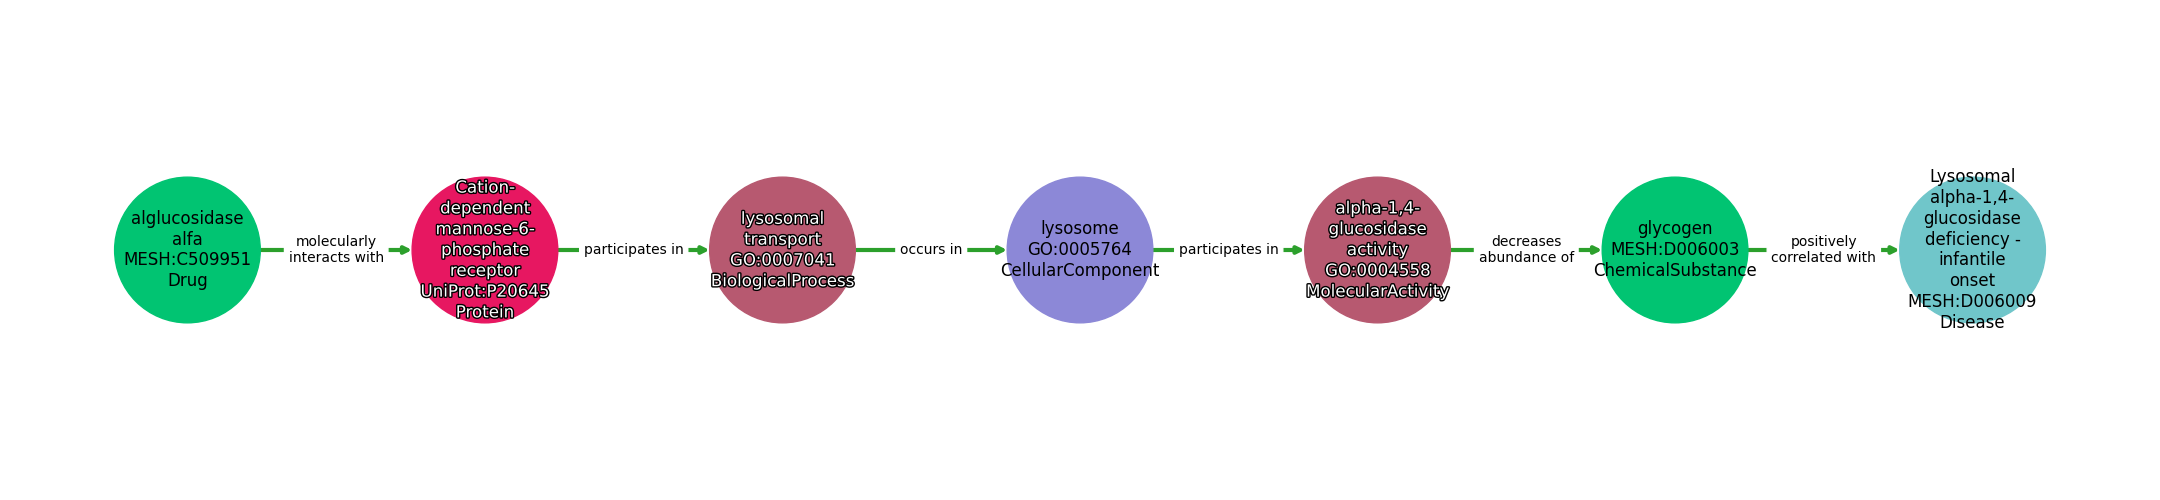 alglucosidase
alfa
MESH:C509951
Drug
molecularly
interacts with
Cation-
dependent
mannose-6-
phosphate
receptor
UniProt:P20645
Protein
participates in
lysosomal
transport
GO:0007041
BiologicalProcess
occurs in
lysosome
GO:0005764
CellularComponent
participates in
alpha-1,4-
glucosidase
activity
GO:0004558
MolecularActivity
decreases
abundance of
glycogen
MESH:D006003
ChemicalSubstance
positively
correlated with
Lysosomal
alpha-1,4-
glucosidase
deficiency -
infantile
onset
MESH:D006009
Disease